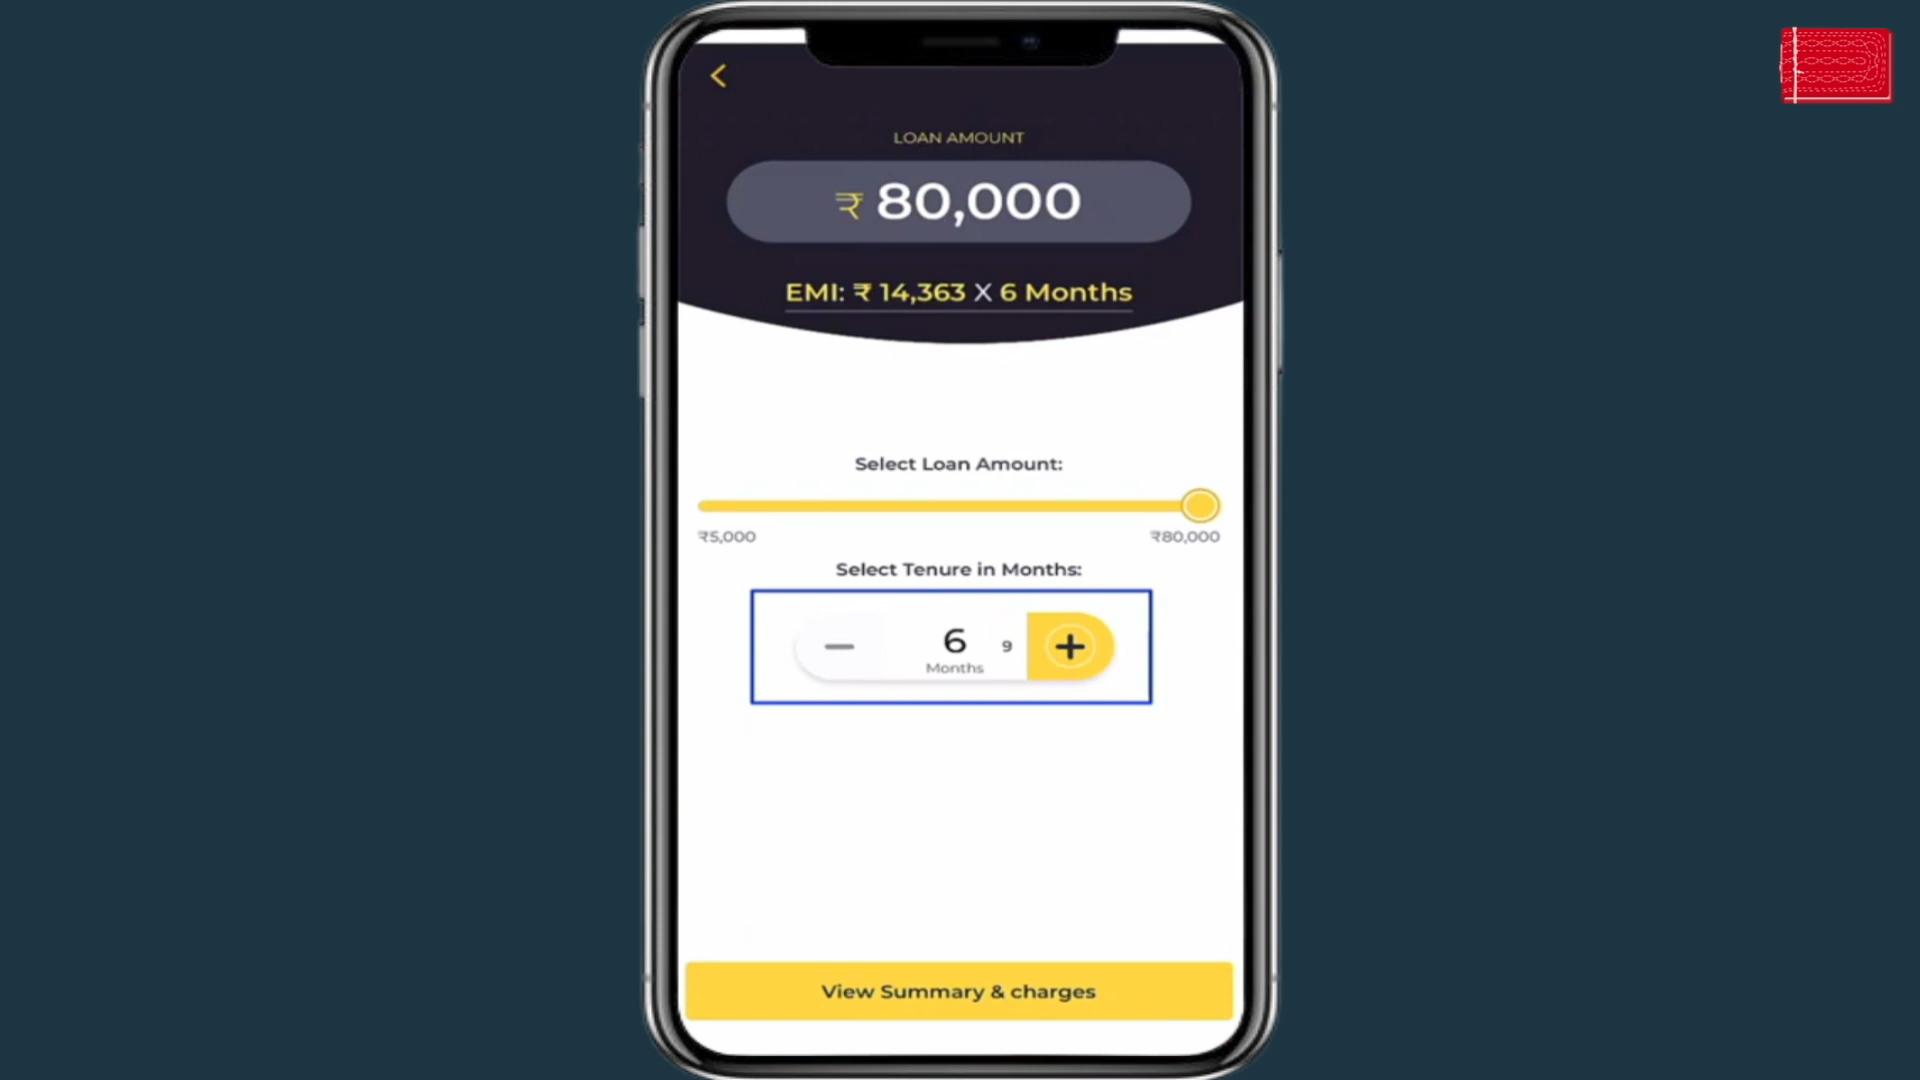 LOAN AMOUNT
₹ 80,000
EMI: ₹ 14,363 X 6 Months
Select Loan Amount:
₹5,000 ₹80,000
Select Tenure in Months:
6 9
Months
View Summary & charges